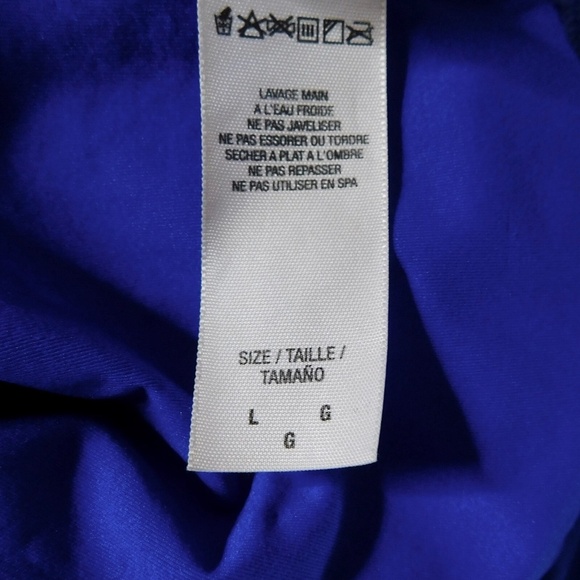 LAVAGE MAIN
A L'EAU FROIDE
NE PAS JAVELISER
NE PAS ESSORER OU TORDRE
SECHER A PLAT A L'OMBRE
NE PAS REPASSER
NE PAS UTILISER EN SPA
SIZE / TAILLE /
TAMAÑO
L G
G